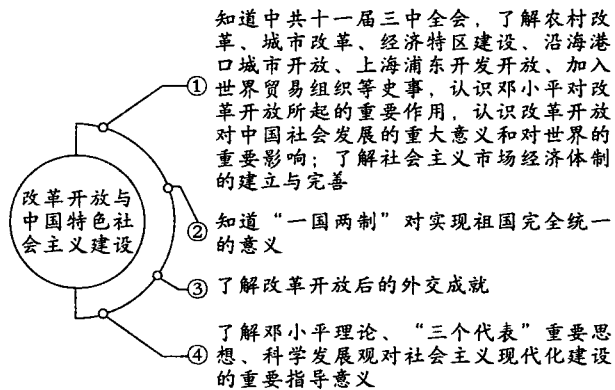 改革开放与
中国特色社
会主义建设
①
知道中共十一届三中全会，了解农村改
革、城市改革、经济特区建设、沿海港
口城市开放、上海浦东开发开放、加入
世界贸易组织等史事，认识邓小平对改
革开放所起的重要作用，认识改革开放
对中国社会发展的重大意义和对世界的
重要影响；了解社会主义市场经济体制
的建立与完善
②
知道“一国两制”对实现祖国完全统一
的意义
③
了解改革开放后的外交成就
④
了解邓小平理论、“三个代表”重要思
想、科学发展观对社会主义现代化建设
的重要指导意义